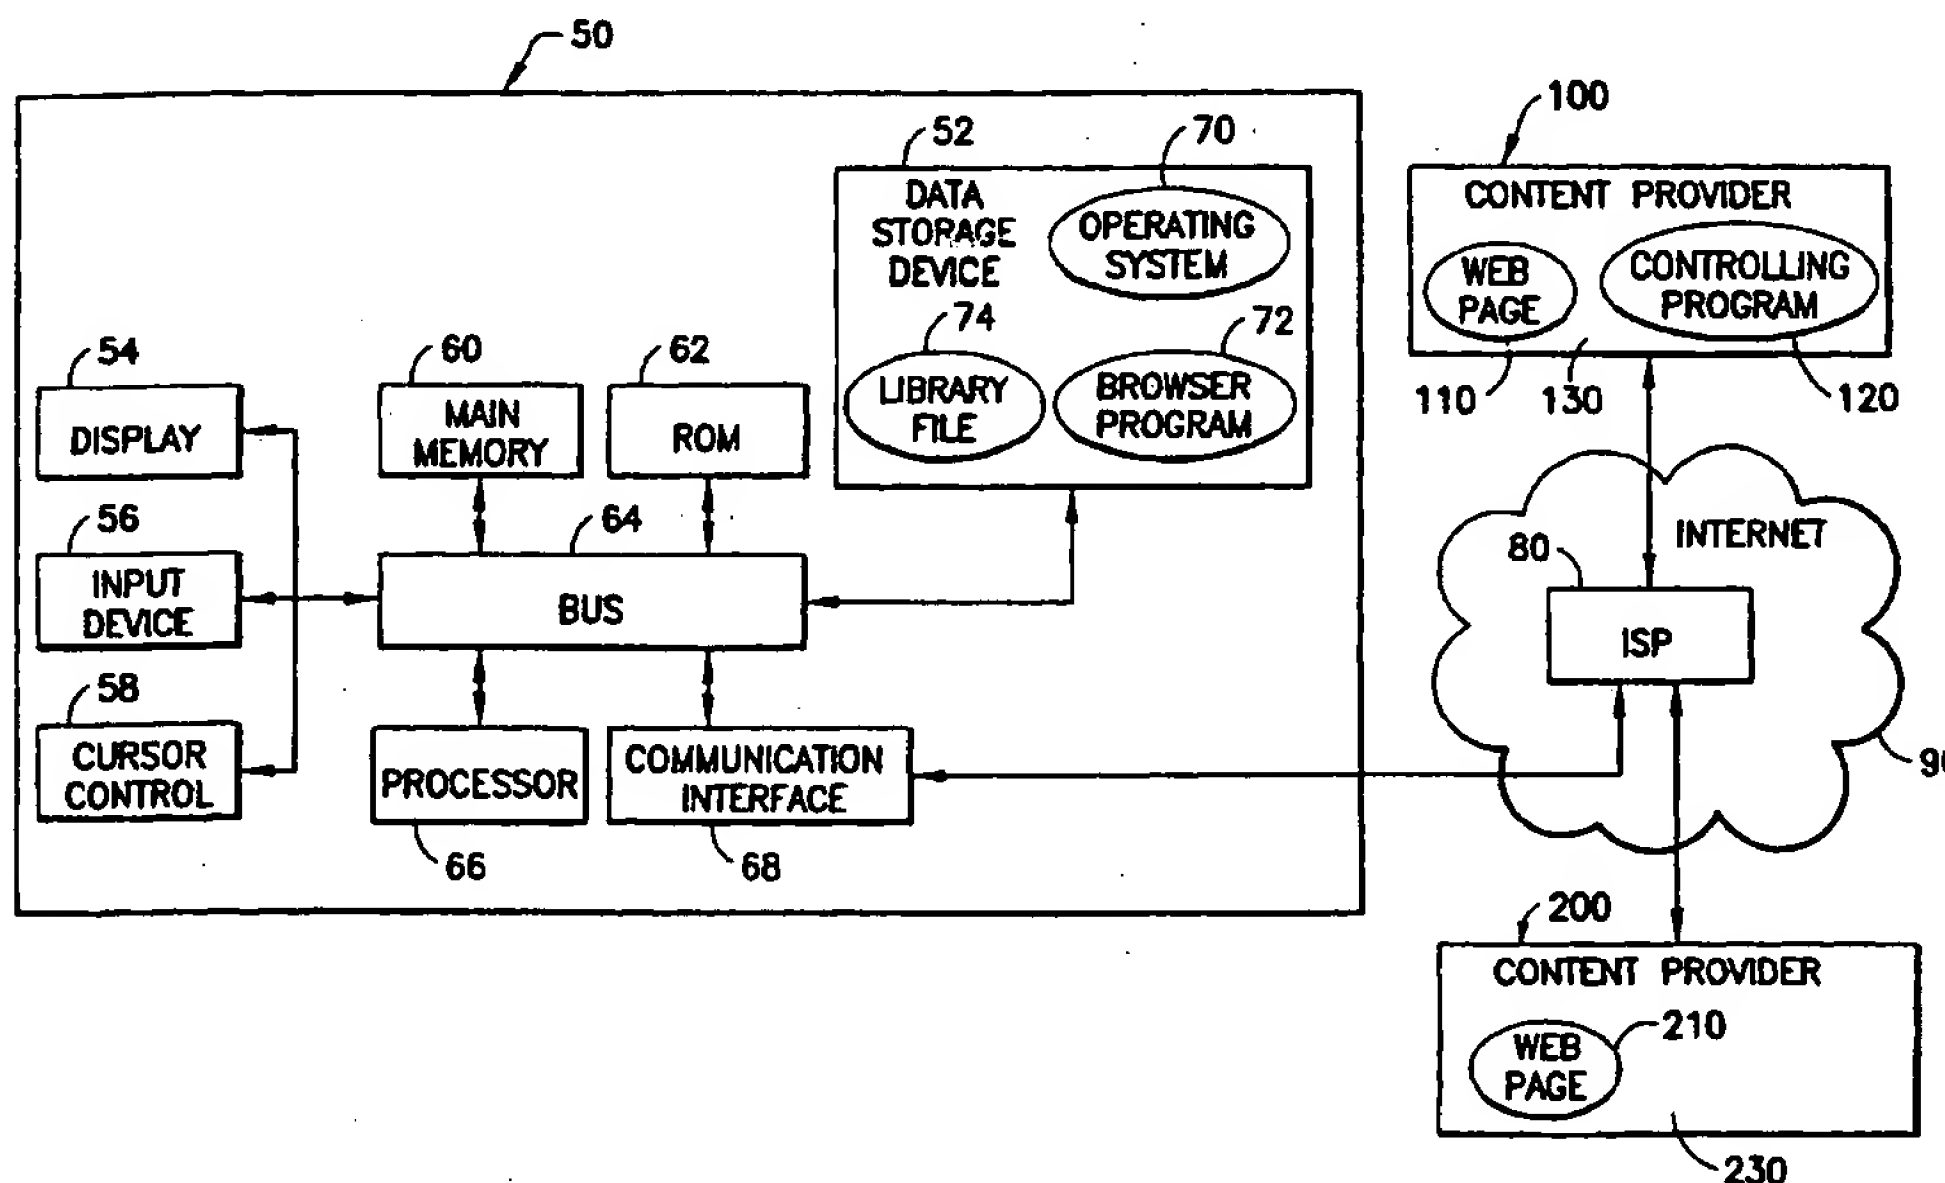 50
52
DATA
STORAGE
DEVICE
70
OPERATING
SYSTEM
74
LIBRARY
FILE
72
BROWSER
PROGRAM
54
DISPLAY
60
MAIN
MEMORY
62
ROM
56
INPUT
DEVICE
64
BUS
58
CURSOR
CONTROL
PROCESSOR
66
COMMUNICATION
INTERFACE
68
100
CONTENT PROVIDER
WEB
PAGE
CONTROLLING
PROGRAM
110
130
120
INTERNET
80
ISP
200
CONTENT PROVIDER
WEB
PAGE
210
230